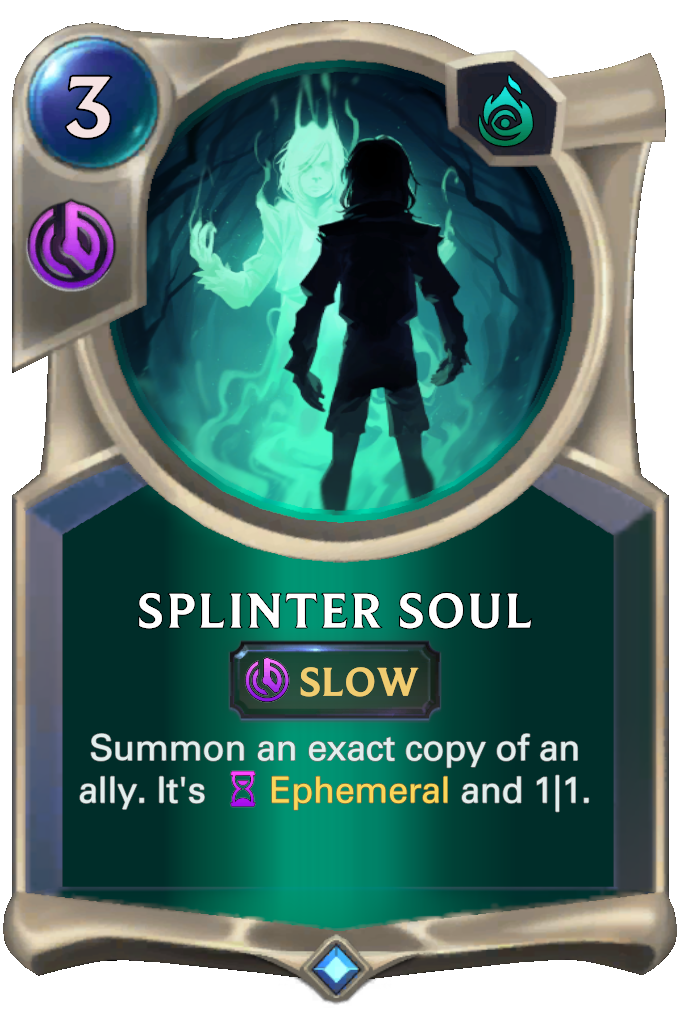 3
SPLINTER SOUL
SLOW
Summon an exact copy of an
ally. It's Ephemeral and 1|1.